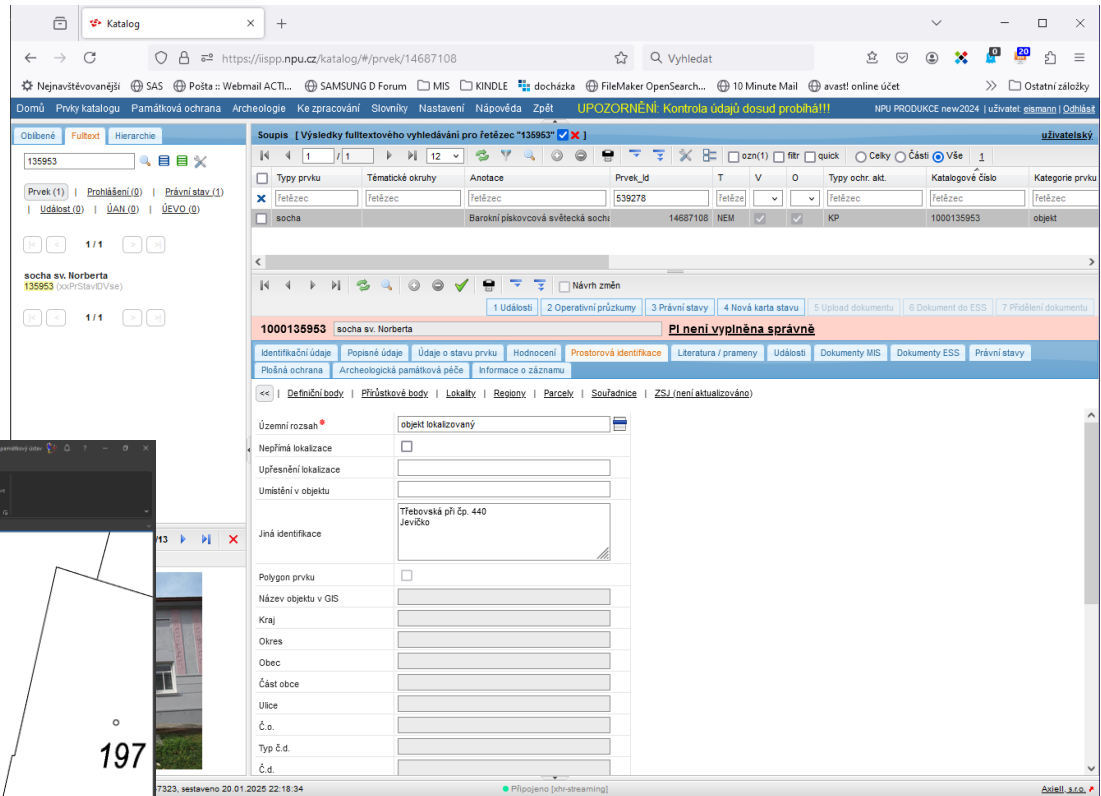 Katalog
https://iispp.npu.cz/katalog/#/prvek/14687108
Vyhledat
20
Nejnavštěvovanější SAS Pošta :: Webmail ACTI... SAMSUNG D Forum MIS KINDLE docházka FileMaker OpenSearch... 10 Minute Mail avast! online účet Ostatní záložky
Domů Prvky katalogu Památková ochrana Archeologie Ke zpracování Slovníky Nastavení Nápověda Zpět UPOZORNĚNÍ: Kontrola údajů dosud probíhá!!! NPU PRODUKCE new2024 | uživatel: eismann | Odhlásit
Oblíbené Fulltext Hierarchie
135953
Prvek (1) | Prohlášení (0) | Právní stav (1)
| Událost (0) | ÚAN (0) | ÚEVO (0)
1/1
socha sv. Norberta
135953 (xxPrStavIDVse)
1/1
Soupis [ Výsledky fulltextového vyhledávání pro řetězec "135953" ] uživatelský
1 / 1 12 ozn(1) filtr quick Celky Části Vše 1
Typy prvku Tématické okruhy Anotace Prvek_Id T V O Typy ochr. akt. Katalogové číslo Kategorie prvku
řetězec řetězec řetězec 539278 řetěze řetězec řetězec řetězec
socha Barokní pískovcová světecká socha 14687108 NEM KP 1000135953 objekt
Návrh změn
1 Události 2 Operativní průzkumy 3 Právní stavy 4 Nová karta stavu 5 Upload dokumentu 6 Dokument do ESS 7 Přidělení dokumentu
1000135953 socha sv. Norberta PI není vyplněna správně
Identifikační údaje Popisné údaje Údaje o stavu prvku Hodnocení Prostorová identifikace Literatura / prameny Události Dokumenty MIS Dokumenty ESS Právní stavy
Plošná ochrana Archeologická památková péče Informace o záznamu
<< | Definiční body | Přírůstkové body | Lokality | Regiony | Parcely | Souřadnice | ZSJ (není aktualizováno)
Územní rozsah objekt lokalizovaný
Nepřímá lokalizace
Upřesnění lokalizace
Umístění v objektu
Jiná identifikace
Třebovská při čp. 440
Jevíčko
Polygon prvku
Název objektu v GIS
Kraj
Okres
Obec
Část obce
Ulice
Č.o.
Typ č.d.
Č.d.
památkový ústav
/13
197
7323, sestaveno 20.01.2025 22:18:34
Připojeno [xhr-streaming]
Axiell, s.r.o.